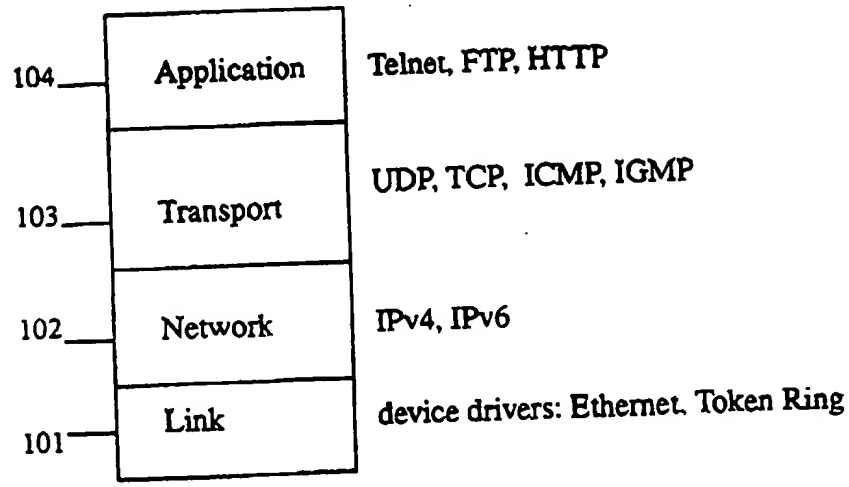 104 Application Telnet, FTP, HTTP
103 Transport UDP, TCP, ICMP, IGMP
102 Network IPv4, IPv6
101 Link device drivers: Ethernet, Token Ring